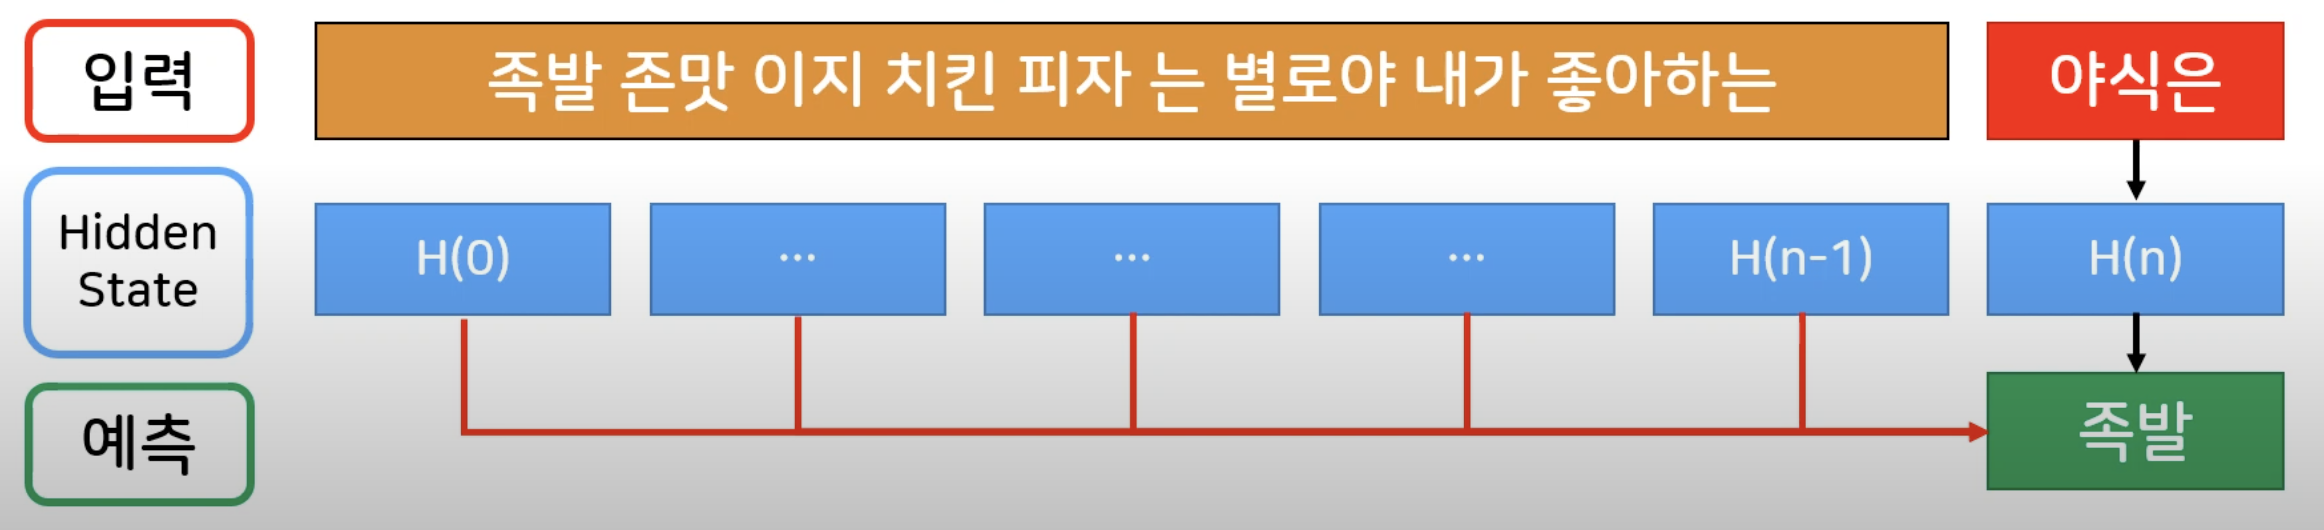 입력
족발 존맛 이지 치킨 피자 는 별로야 내가 좋아하는
야식은
Hidden
State
H(0)
...
...
...
H(n-1)
H(n)
예측
족발